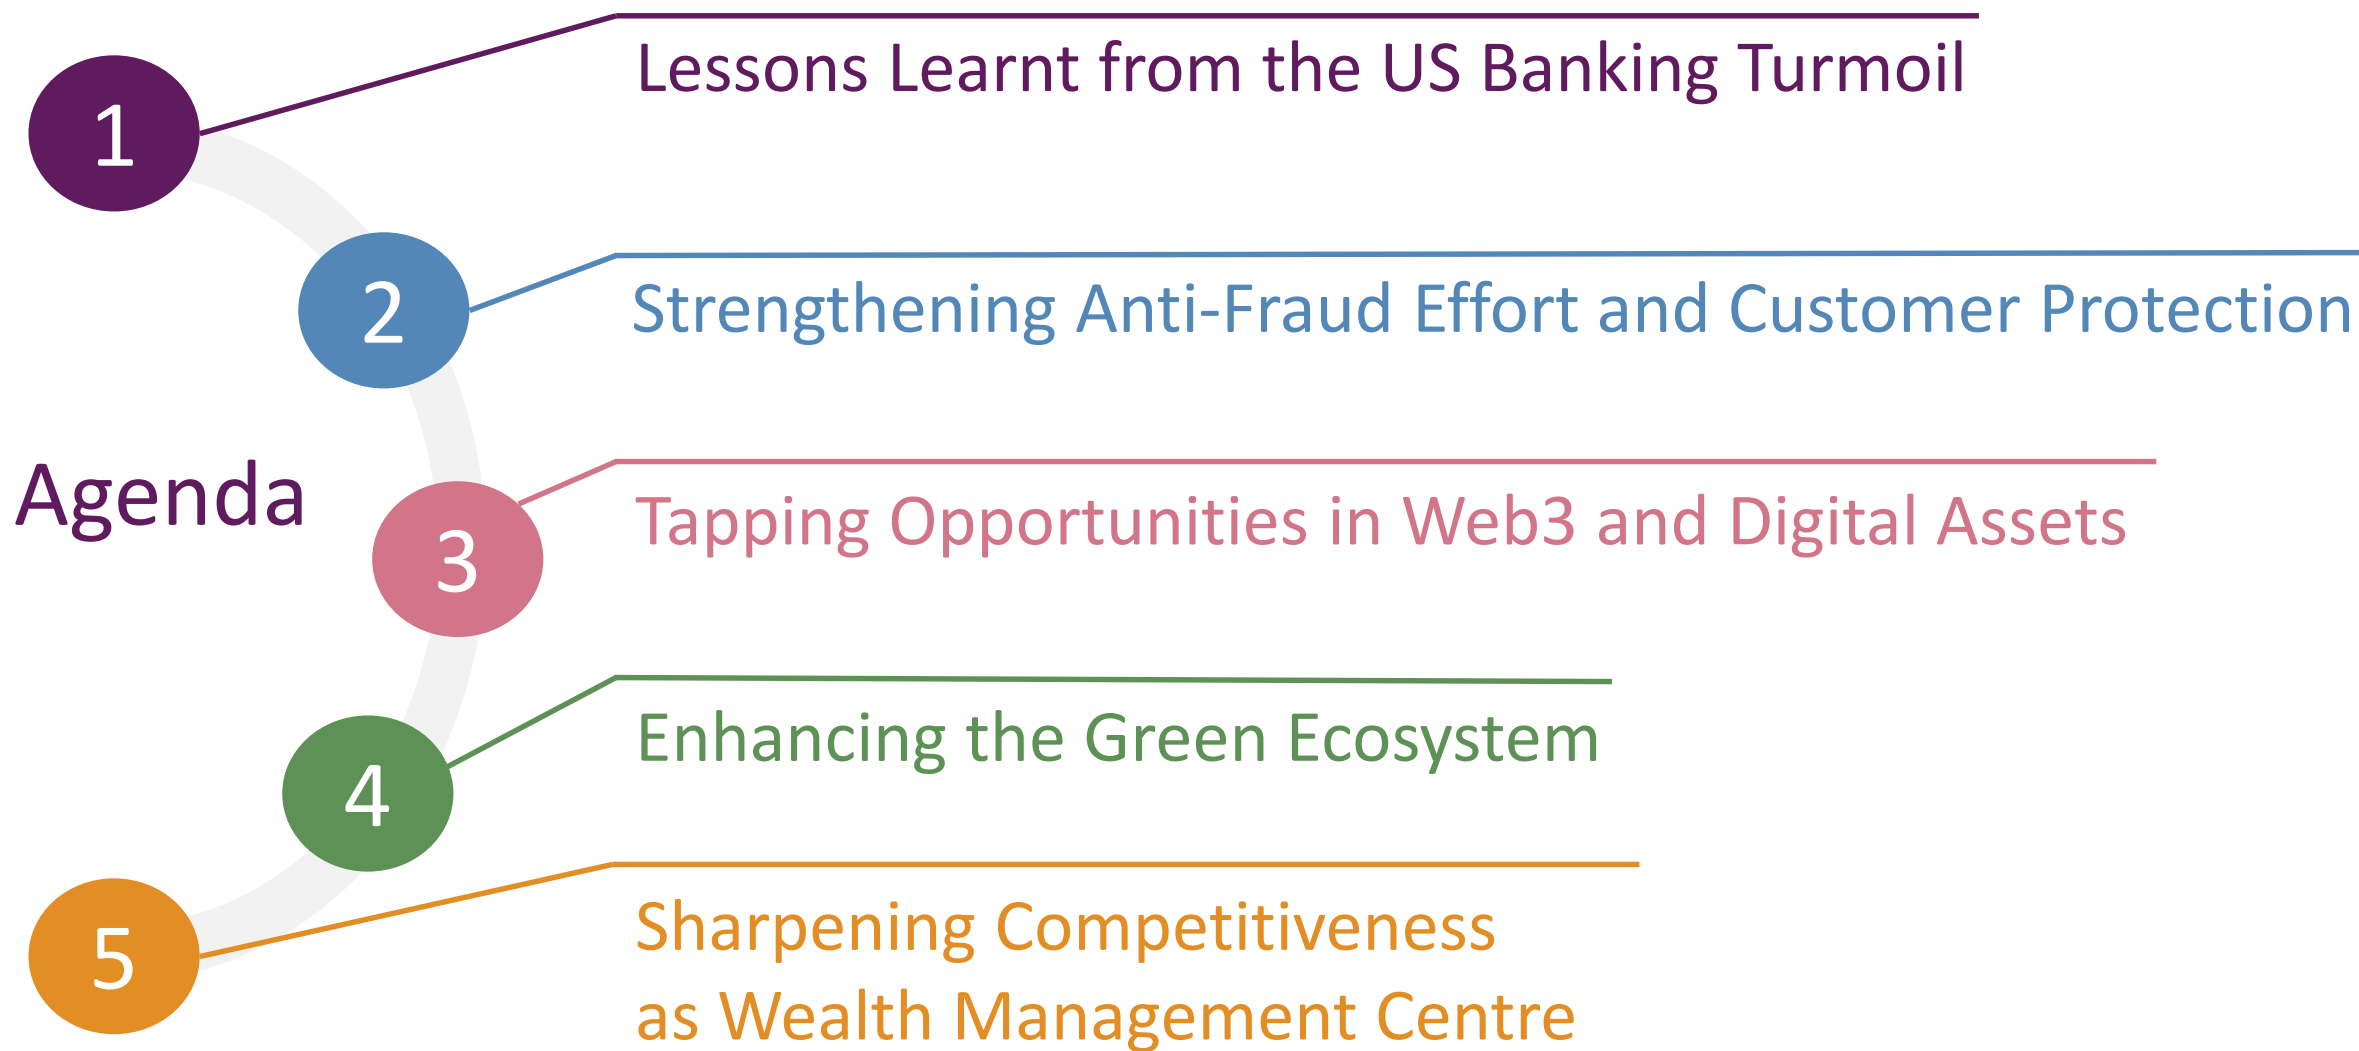 Agenda
1
Lessons Learnt from the US Banking Turmoil
2
Strengthening Anti-Fraud Effort and Customer Protection
3
Tapping Opportunities in Web3 and Digital Assets
4
Enhancing the Green Ecosystem
5
Sharpening Competitiveness
as Wealth Management Centre